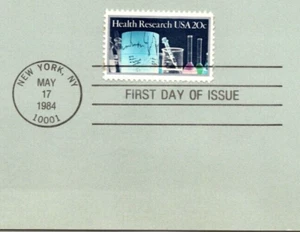 Health Research USA 20c
NEW YORK, NY
MAY
17
1984
10001
FIRST DAY OF ISSUE